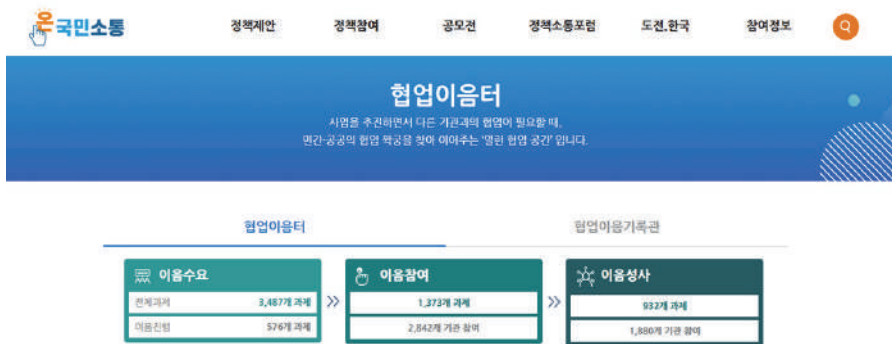 온국민소통 정책제안 정책참여 공모전 정책소통포럼 도전.한국 참여정보
협업이음터
사업을 추진하면서 다른 기관과의 협업이 필요할 때,
민간·공공의 협업 짝꿍을 찾아 이어주는 '열린 협업 공간' 입니다.
협업이음터 협업이음기록관
이음수요
전체과제 3,487개 과제
이음진행 576개 과제
이음참여
1,373개 과제
2,842개 기관 참여
이음성사
932개 과제
1,880개 기관 참여